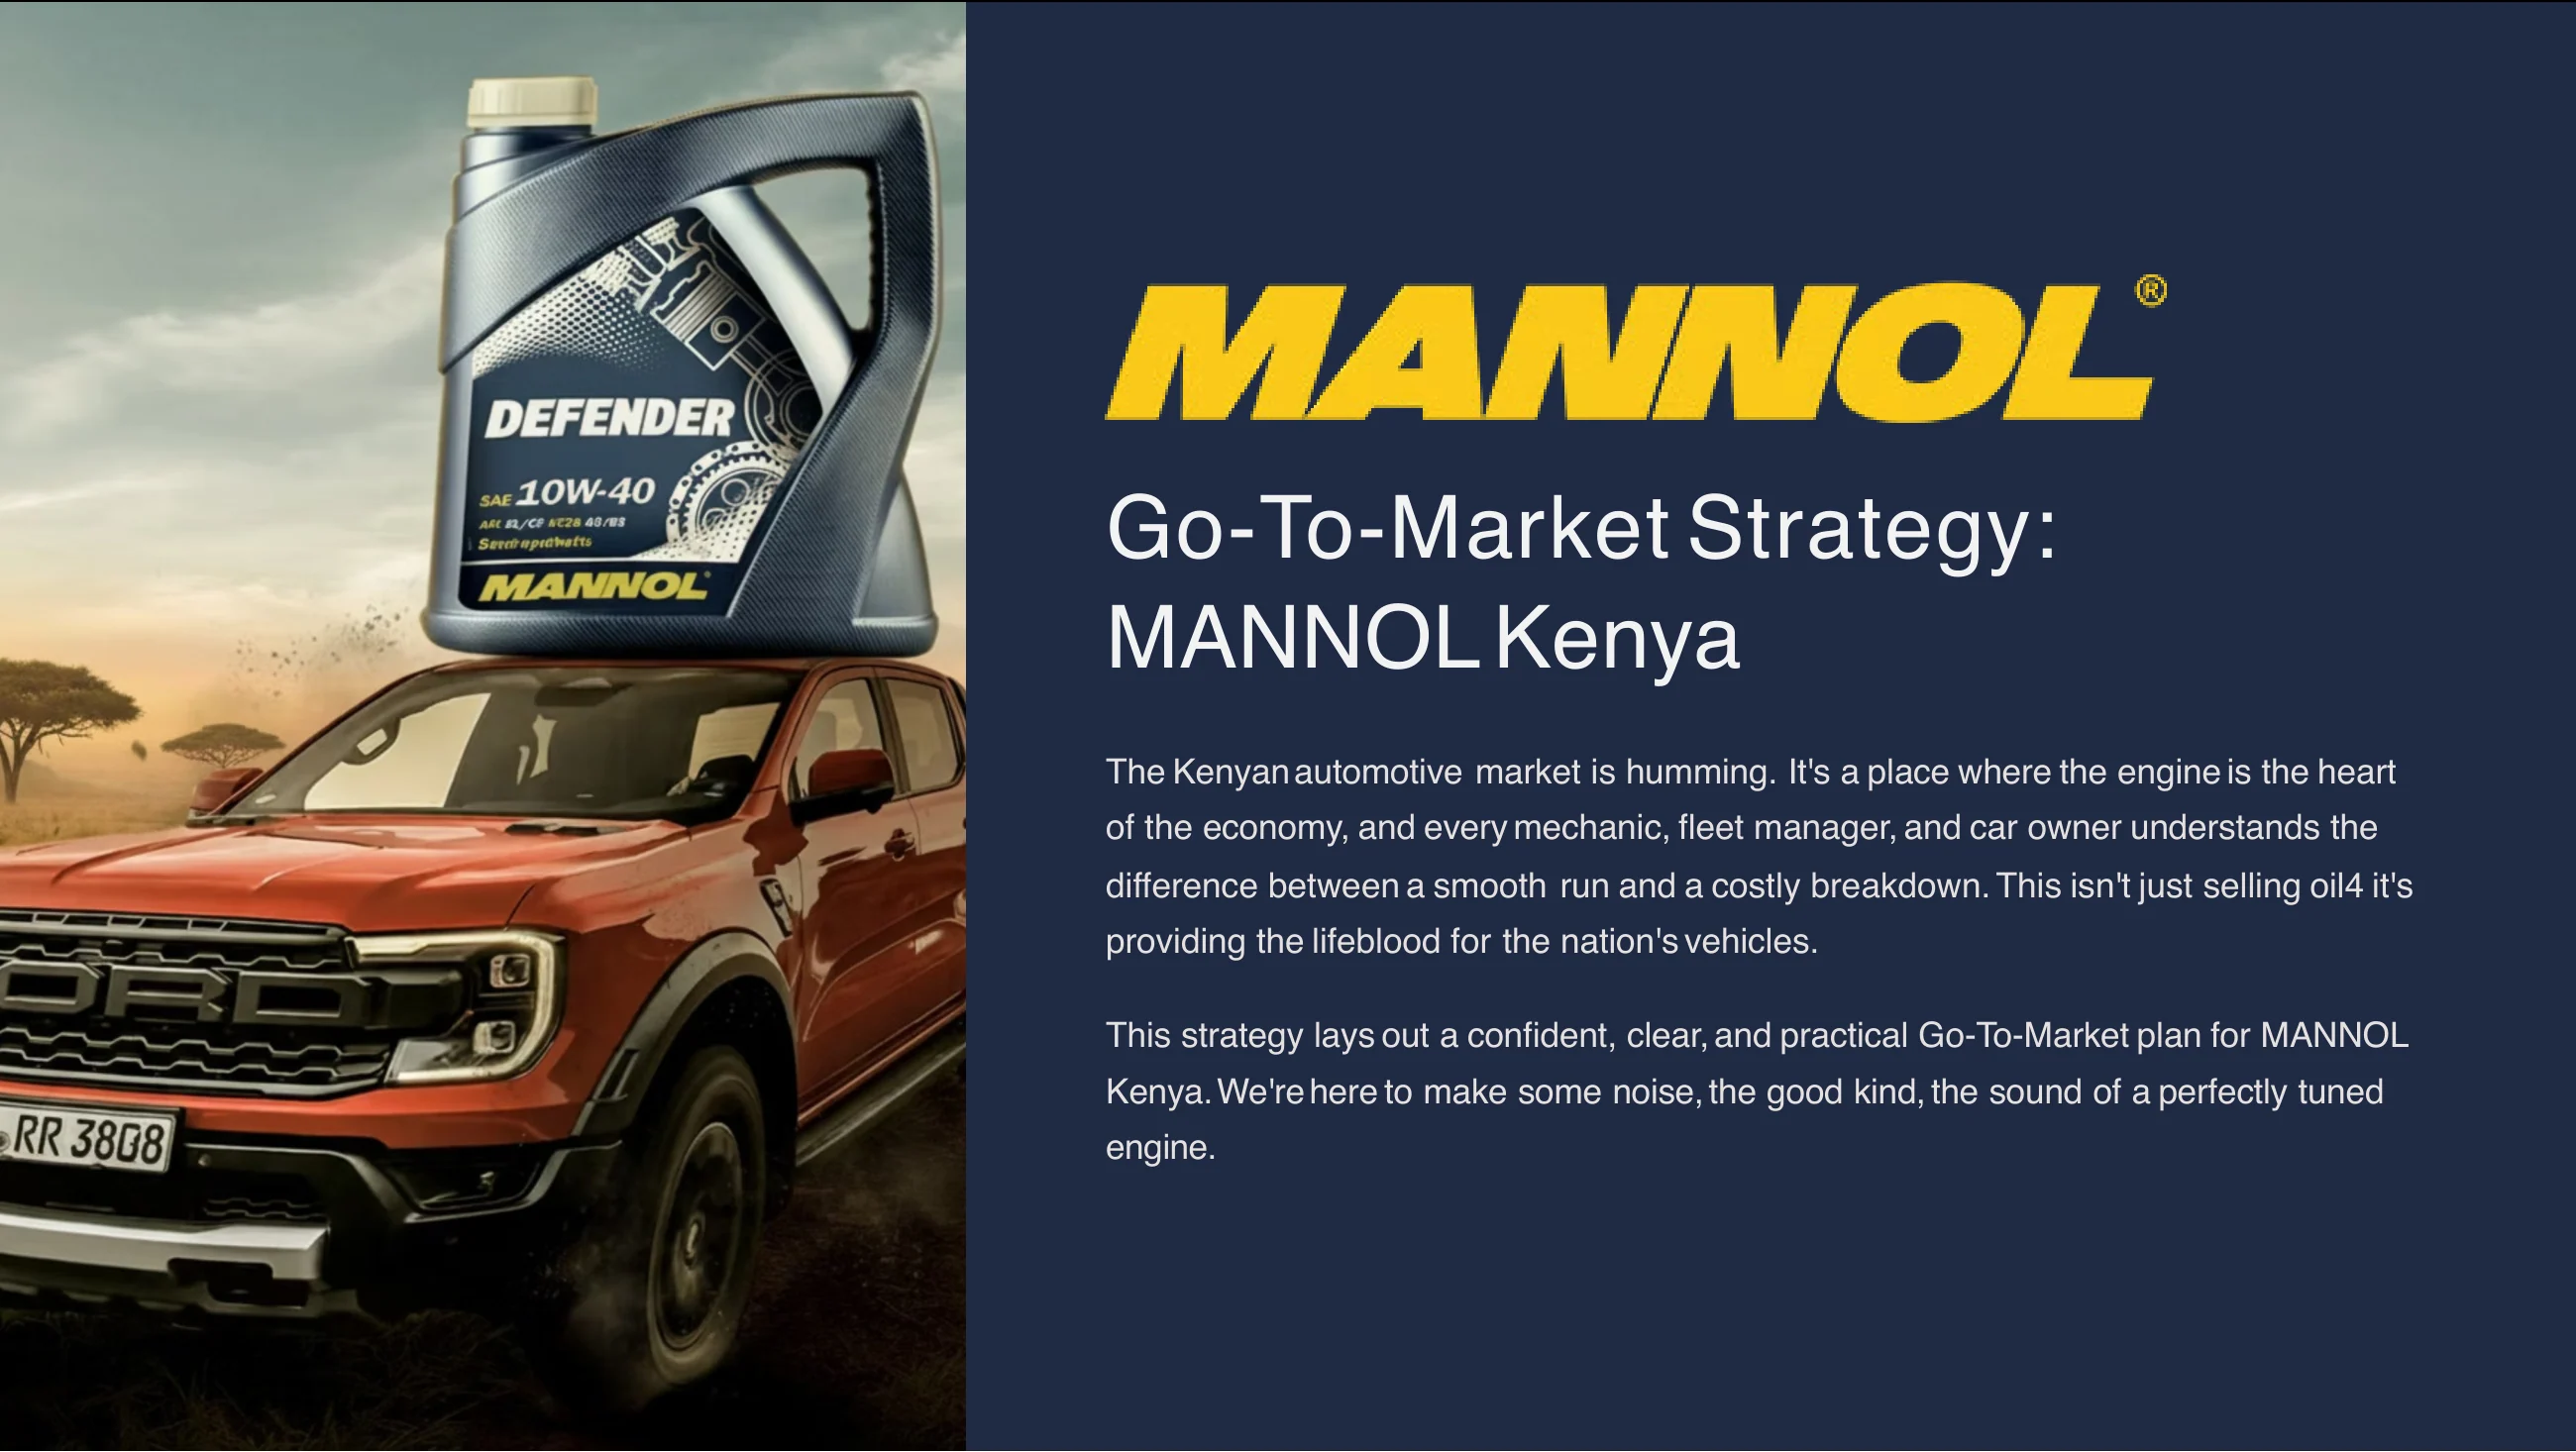 DEFENDER
SAE 10W-40
MANNOL
ORD
RR 3808
MANNOL®
Go-To-Market Strategy:
MANNOL Kenya
The Kenyan automotive market is humming. It's a place where the engine is the heart
of the economy, and every mechanic, fleet manager, and car owner understands the
difference between a smooth run and a costly breakdown. This isn't just selling oil4 it's
providing the lifeblood for the nation's vehicles.
This strategy lays out a confident, clear, and practical Go-To-Market plan for MANNOL
Kenya. We're here to make some noise, the good kind, the sound of a perfectly tuned
engine.